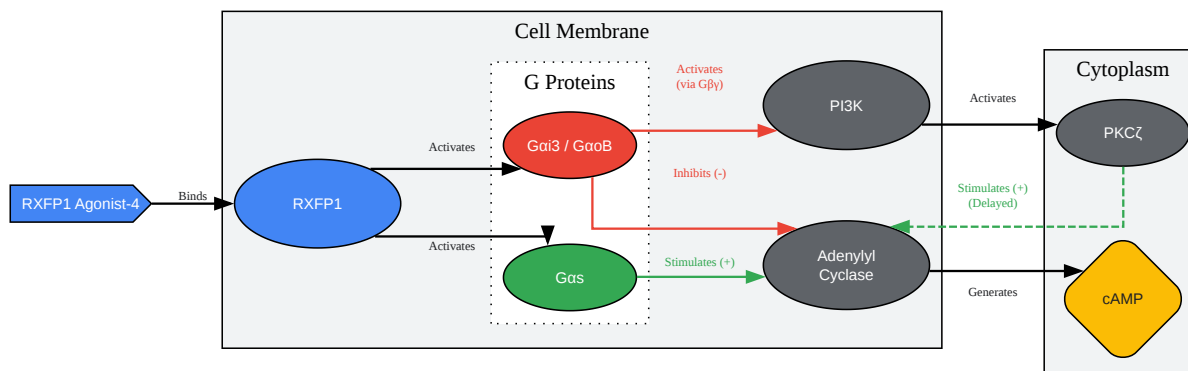 Cell Membrane
Cytoplasm
G Proteins
Activates
(via Gβγ)
PI3K
Activates
PKCζ
Gαi3 / GαoB
Activates
Inhibits (-)
RXFP1 Agonist-4
Binds
RXFP1
Stimulates (+)
(Delayed)
Activates
Gαs
Stimulates (+)
Adenylyl
Cyclase
Generates
cAMP